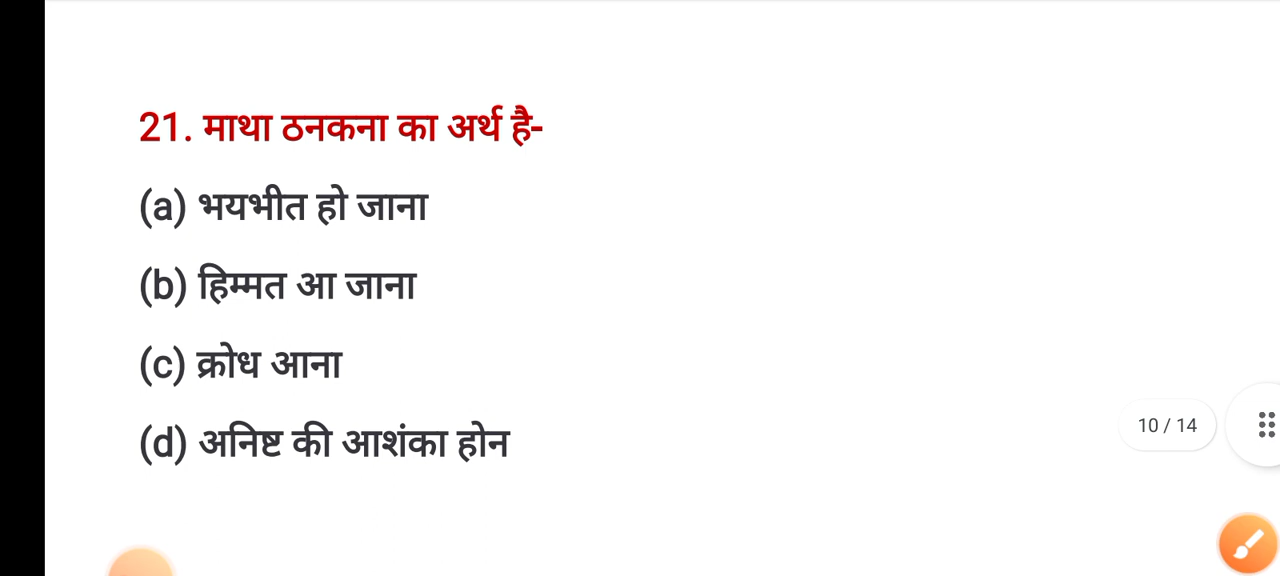 21. माथा ठनकना का अर्थ है-
(a) भयभीत हो जाना
(b) हिम्मत आ जाना
(c) क्रोध आना
(d) अनिष्ट की आशंका होन
10 / 14